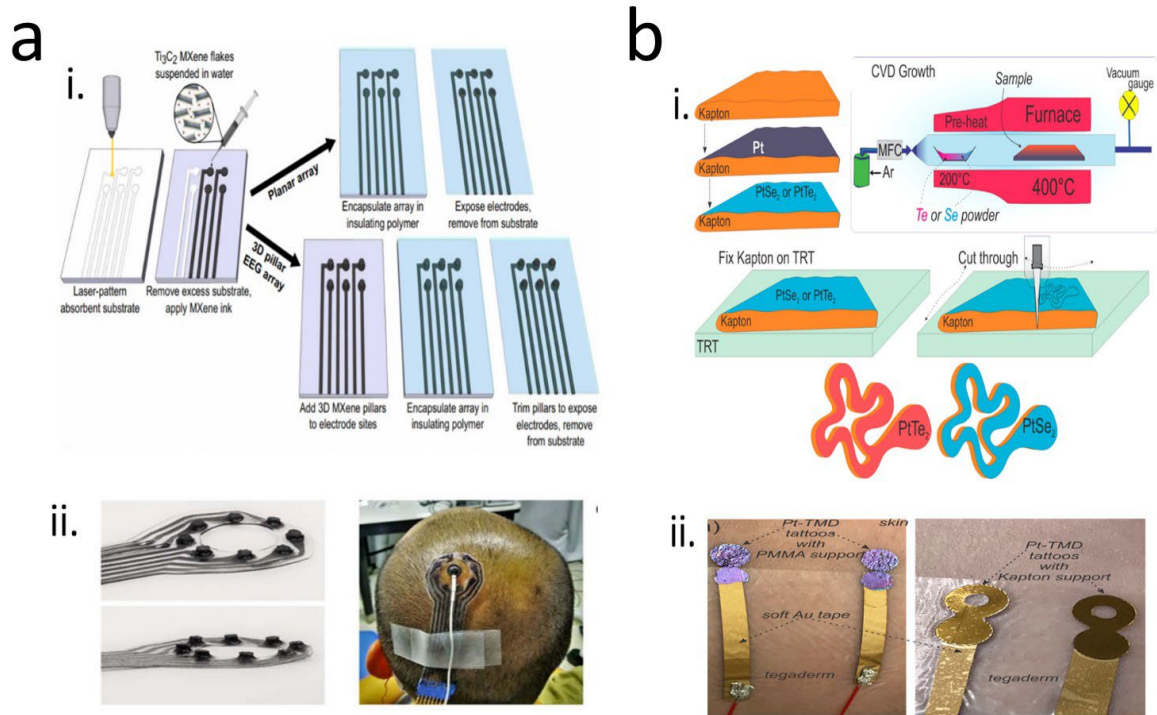 a
i.
Ti₃C₂ MXene flakes
suspended in water
Planar array
3D pillar
EEG array
Laser-pattern
absorbent substrate
Remove excess substrate,
apply MXene ink
Encapsulate array in
insulating polymer
Expose electrodes,
remove from substrate
Add 3D MXene pillars
to electrode sites
Encapsulate array in
insulating polymer
Trim pillars to expose
electrodes, remove
from substrate
ii.
b
i.
Kapton
Pt
Kapton
PtSe₂ or PtTe₂
Kapton
CVD Growth
Sample
Vacuum
gauge
Pre-heat
Furnace
MFC
Ar
200°C
400°C
Te or Se powder
Fix Kapton on TRT
Cut through
PtSe₂ or PtTe₂
Kapton
TRT
Kapton
PtTe₂
PtSe₂
ii.
)
Pt-TMD
tattoos
with
PMMA support
skin
soft Au tape
tegaderm
Pt-TMD
tattoos
with
Kapton support
tegaderm